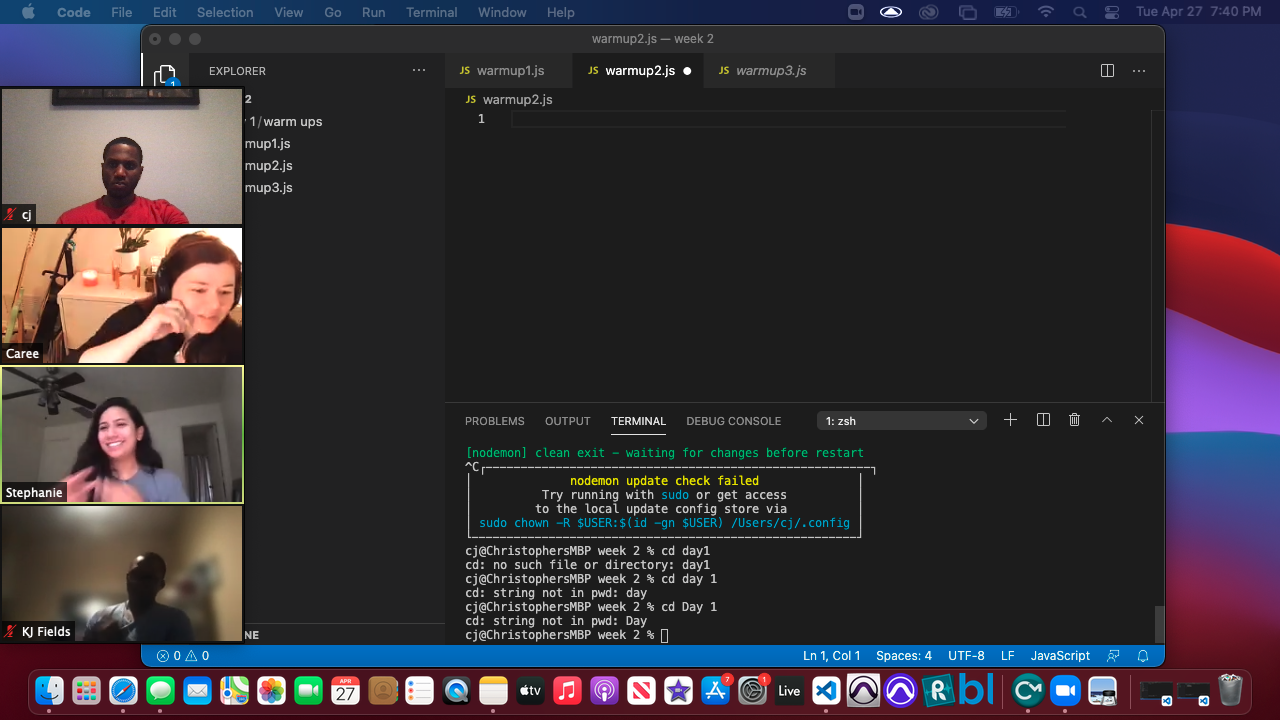 Code File Edit Selection View Go Run Terminal Window Help
Tue Apr 27 7:40 PM
warmup2.js — week 2
EXPLORER
JS warmup1.js
JS warmup2.js
JS warmup3.js
1
2
JS warmup2.js
1
1/warm ups
mup1.js
mup2.js
mup3.js
cj
Caree
Stephanie
KJ Fields
PROBLEMS OUTPUT TERMINAL DEBUG CONSOLE
1: zsh
[nodemon] clean exit - waiting for changes before restart
^C
nodemon update check failed
Try running with sudo or get access
to the local update config store via
sudo chown -R $USER:$(id -gn $USER) /Users/cj/.config
cj@ChristophersMBP week 2 % cd day1
cd: no such file or directory: day1
cj@ChristophersMBP week 2 % cd day 1
cd: string not in pwd: day
cj@ChristophersMBP week 2 % cd Day 1
cd: string not in pwd: Day
cj@ChristophersMBP week 2 %
NE
0 0
Ln 1, Col 1 Spaces: 4 UTF-8 LF JavaScript
APR
27
tv
7
1
Live
R
bl